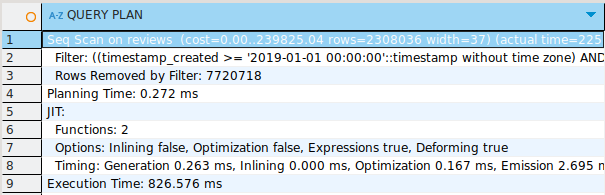 A-Z QUERY PLAN
1 Seq Scan on reviews (cost=0.00..239825.04 rows=2308036 width=37) (actual time=225
2 Filter: ((timestamp_created >= '2019-01-01 00:00:00'::timestamp without time zone) AND
3 Rows Removed by Filter: 7720718
4 Planning Time: 0.272 ms
5 JIT:
6 Functions: 2
7 Options: Inlining false, Optimization false, Expressions true, Deforming true
8 Timing: Generation 0.263 ms, Inlining 0.000 ms, Optimization 0.167 ms, Emission 2.695 m
9 Execution Time: 826.576 ms